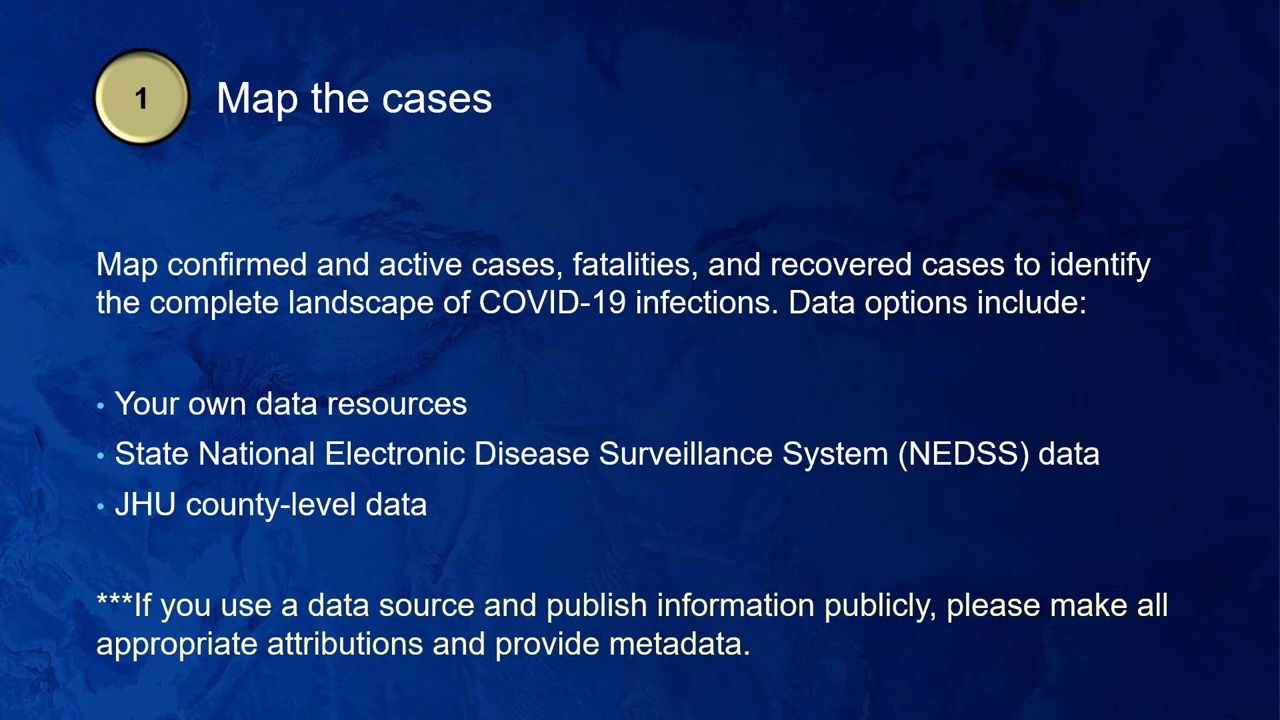 1
Map the cases
Map confirmed and active cases, fatalities, and recovered cases to identify
the complete landscape of COVID-19 infections. Data options include:
• Your own data resources
• State National Electronic Disease Surveillance System (NEDSS) data
• JHU county-level data
***If you use a data source and publish information publicly, please make all
appropriate attributions and provide metadata.